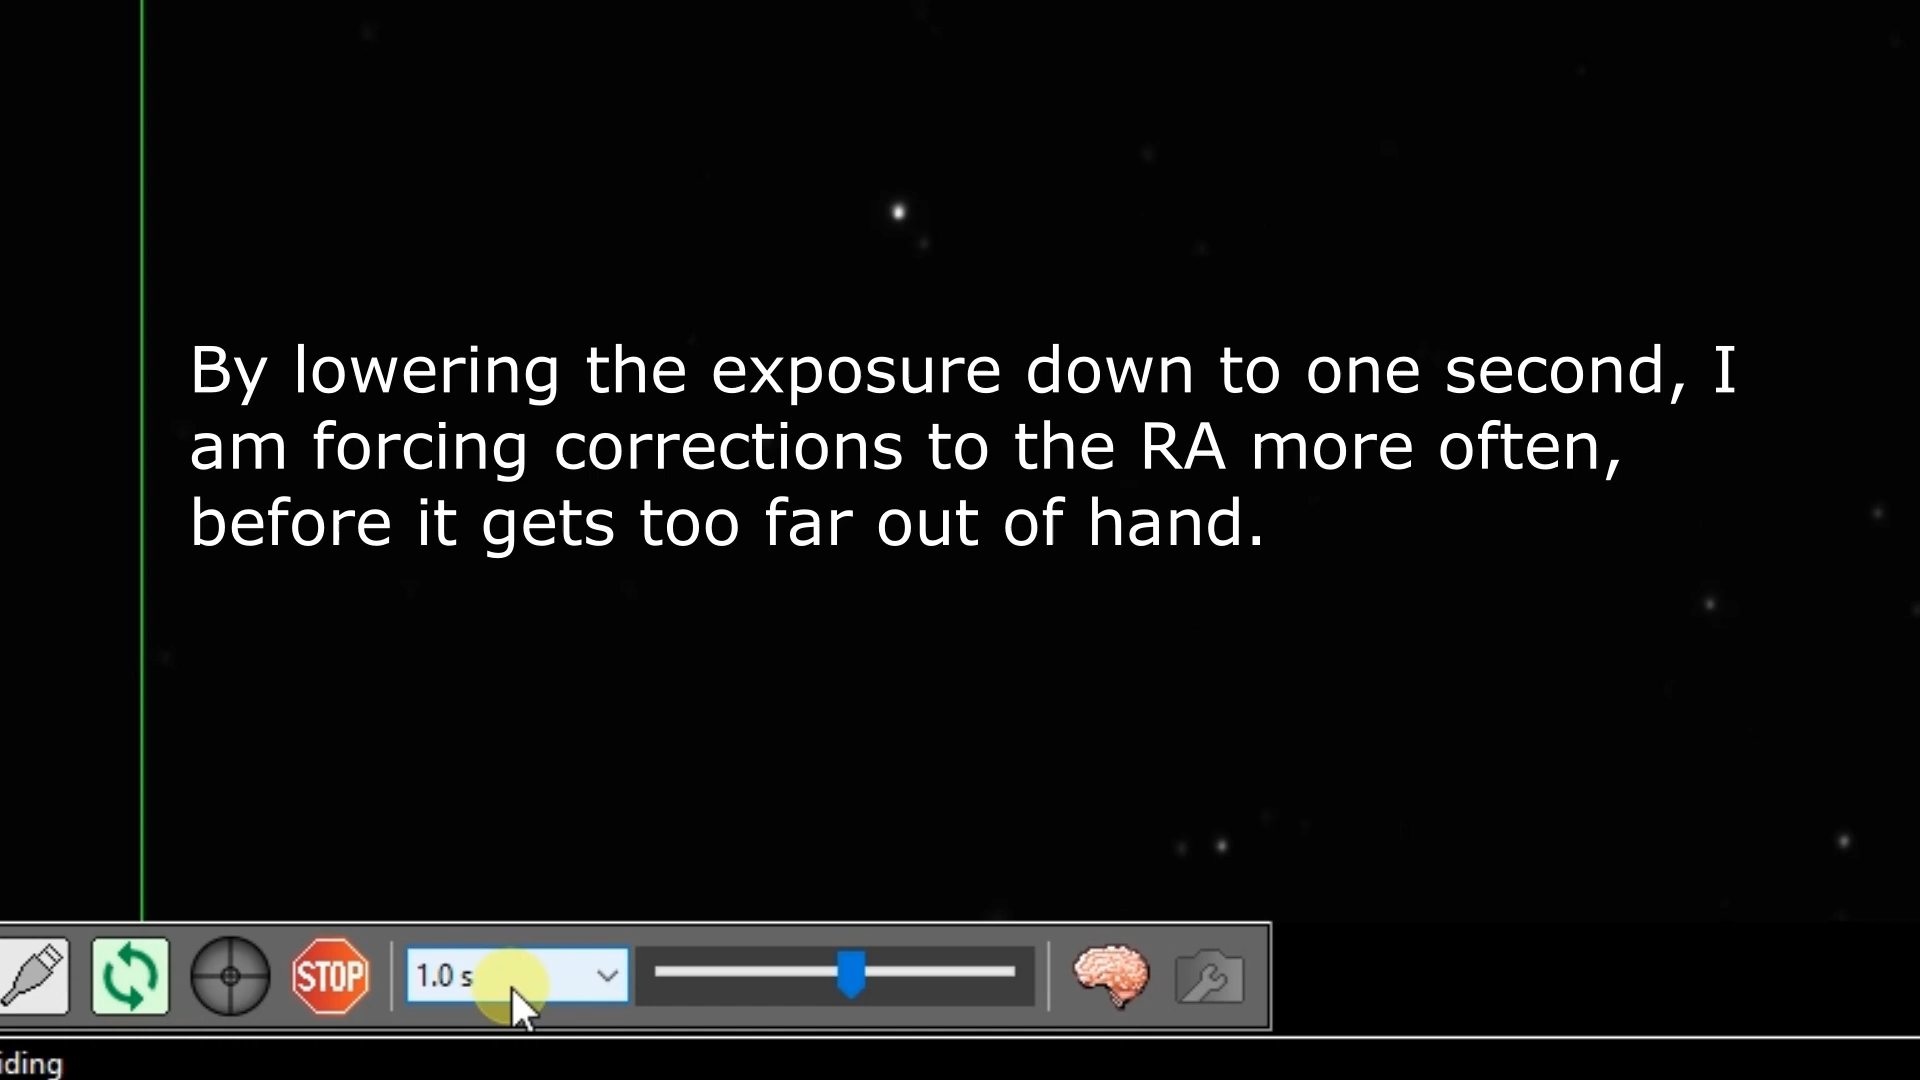 By lowering the exposure down to one second, I
am forcing corrections to the RA more often,
before it gets too far out of hand.
STOP
1.0 s
iding